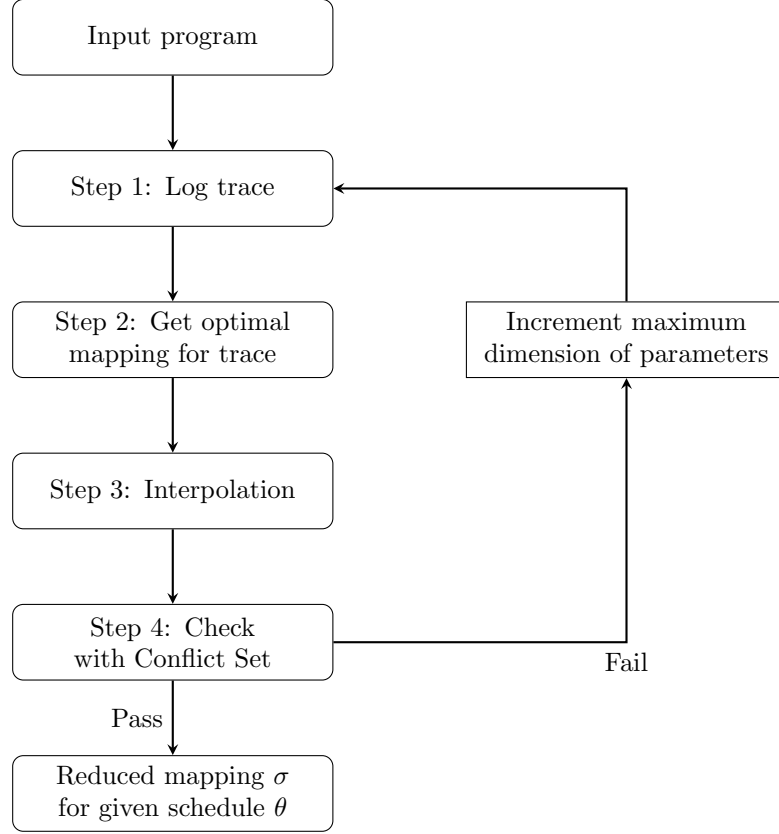 Input program
Step 1: Log trace
Step 2: Get optimal
mapping for trace
Increment maximum
dimension of parameters
Step 3: Interpolation
Step 4: Check
with Conflict Set
Fail
Pass
Reduced mapping σ
for given schedule θ